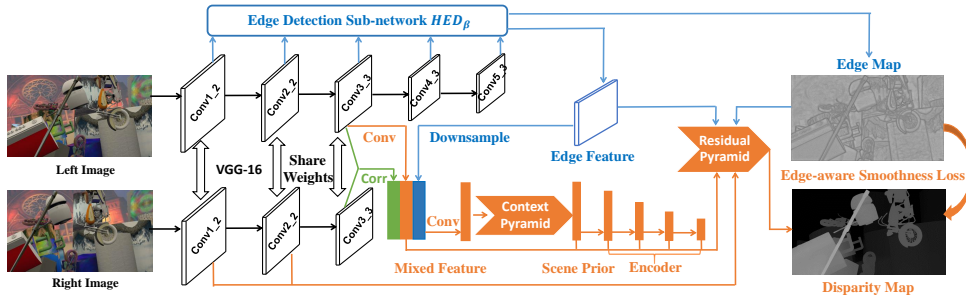 Edge Detection Sub-network HEDβ
Conv1_2
Conv2_2
Conv3_3
Conv4_3
Conv5_3
Edge Map
Left Image
VGG-16
Share
Weights
Conv
Downsample
Edge Feature
Residual
Pyramid
Corr
Edge-aware Smoothness Loss
Conv1_2
Conv2_2
Conv3_3
Conv
Context
Pyramid
Mixed Feature
Scene Prior
Encoder
Right Image
Disparity Map